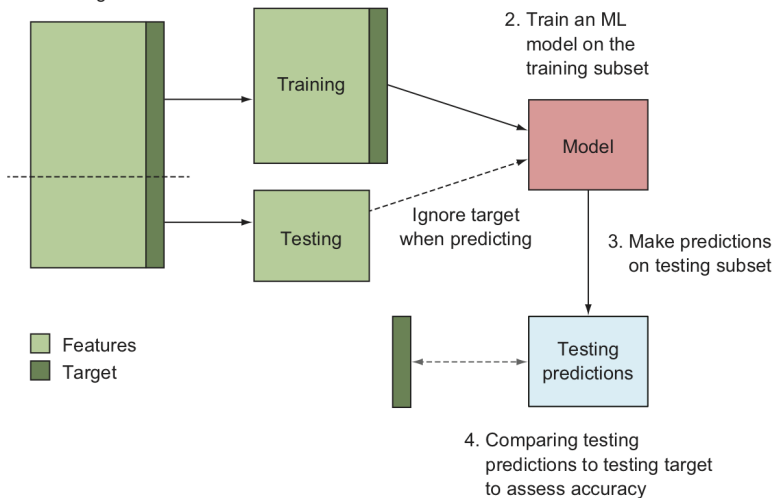 2. Train an ML
model on the
training subset
Training
Model
Ignore target
when predicting
Testing
3. Make predictions
on testing subset
Features
Target
Testing
predictions
4. Comparing testing
predictions to testing target
to assess accuracy